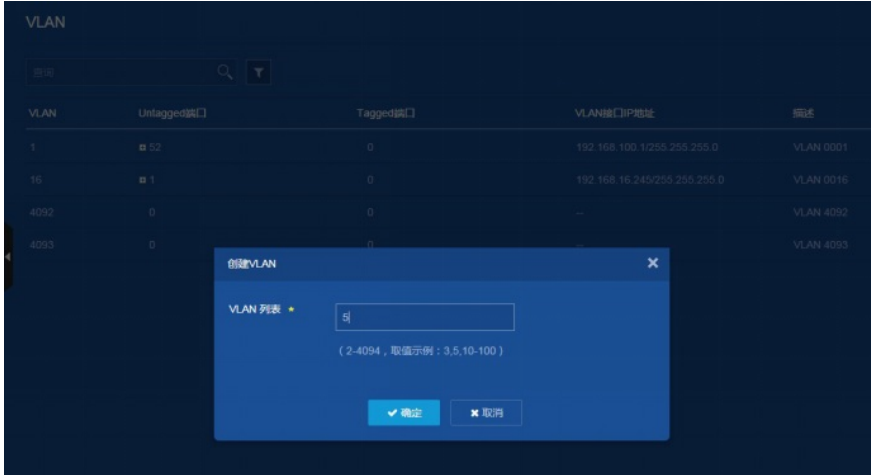 VLAN
查询
VLAN Untagged端口 Tagged端口 VLAN接口IP地址 描述
1 52 0 192.168.100.1/255.255.255.0 VLAN 0001
16 1 0 192.168.16.245/255.255.255.0 VLAN 0016
4092 0 0 -- VLAN 4092
4093 0 0 -- VLAN 4093
创建VLAN
VLAN 列表 *
5
(2-4094，取值示例：3,5,10-100)
确定 取消